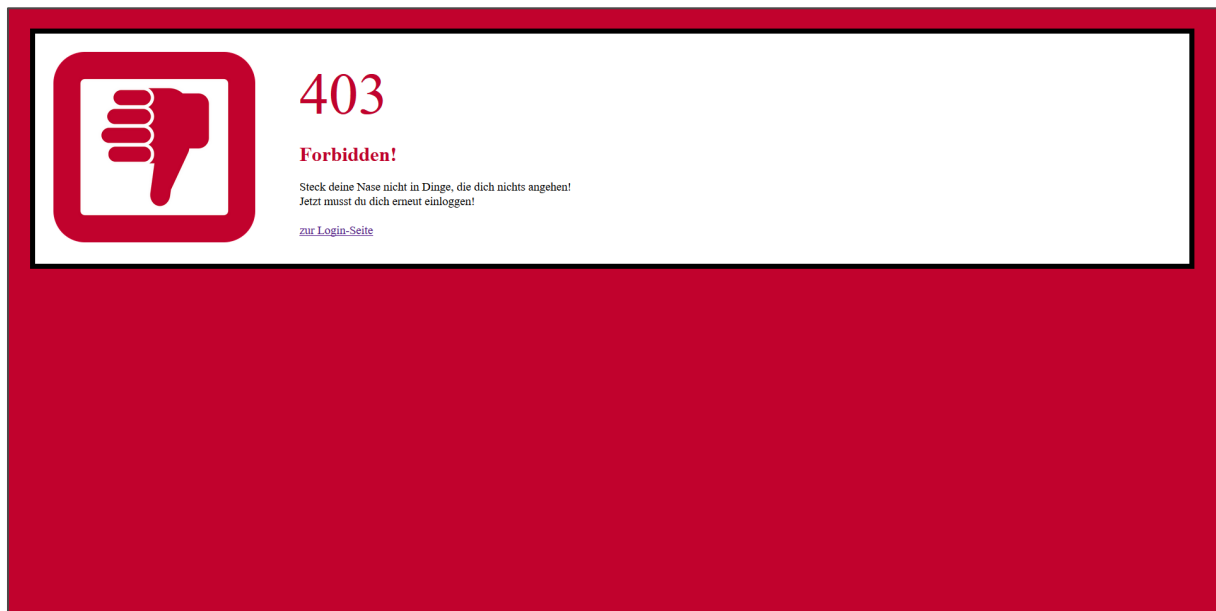 403
Forbidden!
Steck deine Nase nicht in Dinge, die dich nichts angehen!
Jetzt musst du dich erneut einloggen!
zur Login-Seite